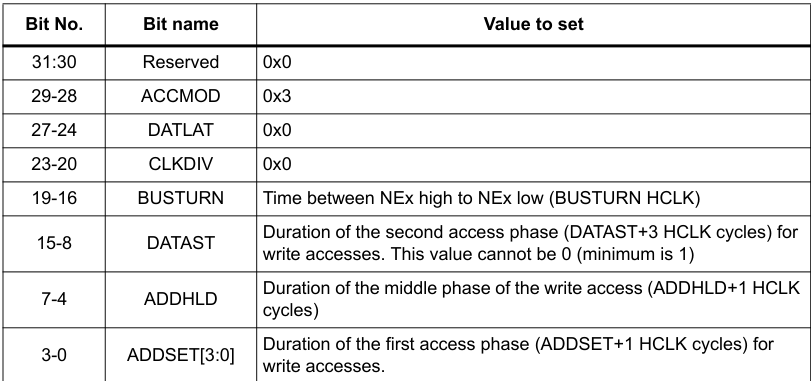 Bit No. Bit name Value to set
31:30 Reserved 0x0
29-28 ACCMOD 0x3
27-24 DATLAT 0x0
23-20 CLKDIV 0x0
19-16 BUSTURN Time between NEx high to NEx low (BUSTURN HCLK)
15-8 DATAST Duration of the second access phase (DATAST+3 HCLK cycles) for
write accesses. This value cannot be 0 (minimum is 1)
7-4 ADDHLD Duration of the middle phase of the write access (ADDHLD+1 HCLK
cycles)
3-0 ADDSET[3:0] Duration of the first access phase (ADDSET+1 HCLK cycles) for
write accesses.